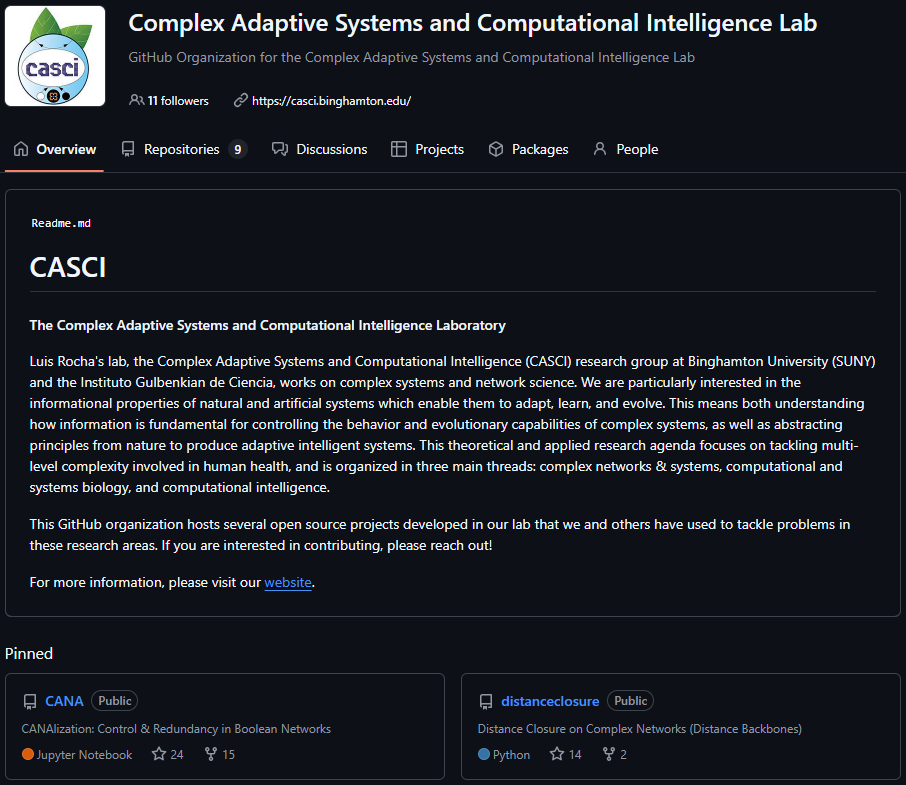 casci
Complex Adaptive Systems and Computational Intelligence Lab
GitHub Organization for the Complex Adaptive Systems and Computational Intelligence Lab
11 followers https://casci.binghamton.edu/
Overview Repositories 9 Discussions Projects Packages People
Readme.md
CASCI
The Complex Adaptive Systems and Computational Intelligence Laboratory
Luis Rocha's lab, the Complex Adaptive Systems and Computational Intelligence (CASCI) research group at Binghamton University (SUNY)
and the Instituto Gulbenkian de Ciencia, works on complex systems and network science. We are particularly interested in the
informational properties of natural and artificial systems which enable them to adapt, learn, and evolve. This means both understanding
how information is fundamental for controlling the behavior and evolutionary capabilities of complex systems, as well as abstracting
principles from nature to produce adaptive intelligent systems. This theoretical and applied research agenda focuses on tackling multi-
level complexity involved in human health, and is organized in three main threads: complex networks & systems, computational and
systems biology, and computational intelligence.
This GitHub organization hosts several open source projects developed in our lab that we and others have used to tackle problems in
these research areas. If you are interested in contributing, please reach out!
For more information, please visit our website.
Pinned
CANA Public
CANAlization: Control & Redundancy in Boolean Networks
Jupyter Notebook 24 15
distanceclosure Public
Distance Closure on Complex Networks (Distance Backbones)
Python 14 2